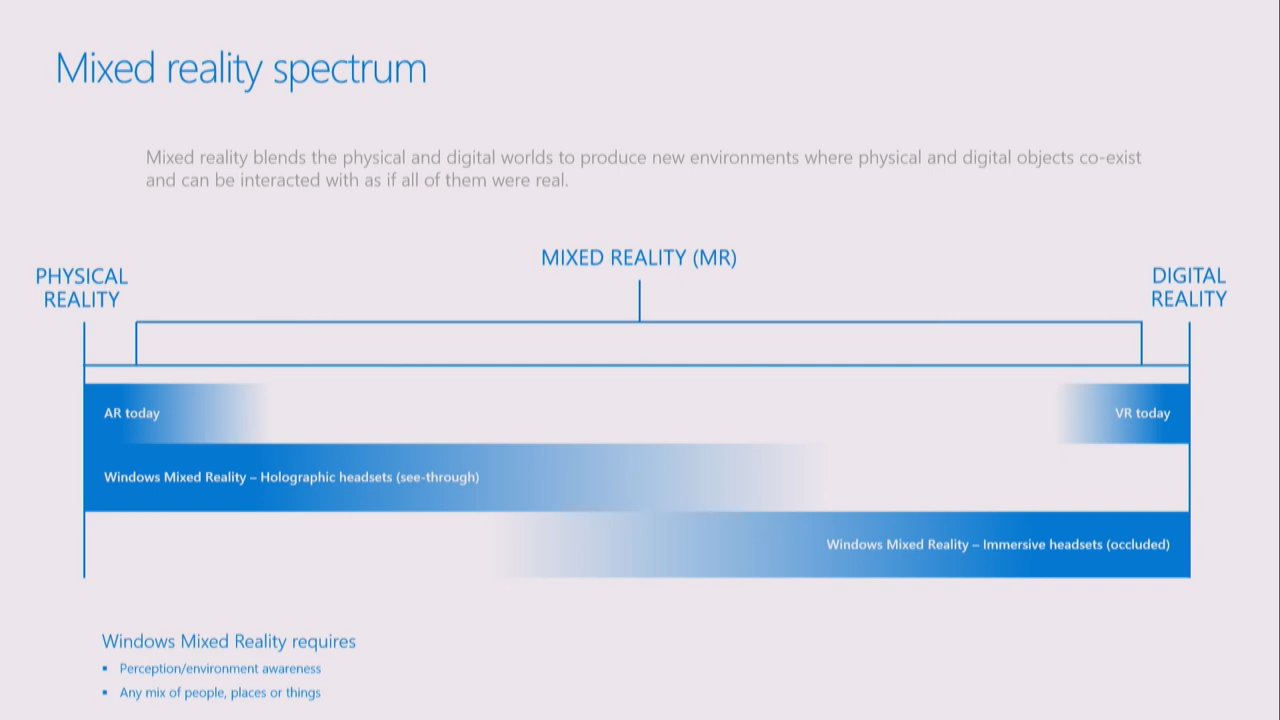 Mixed reality spectrum
Mixed reality blends the physical and digital worlds to produce new environments where physical and digital objects co-exist
and can be interacted with as if all of them were real.
MIXED REALITY (MR)
PHYSICAL
REALITY
DIGITAL
REALITY
AR today
VR today
Windows Mixed Reality – Holographic headsets (see-through)
Windows Mixed Reality – Immersive headsets (occluded)
Windows Mixed Reality requires
▪ Perception/environment awareness
▪ Any mix of people, places or things